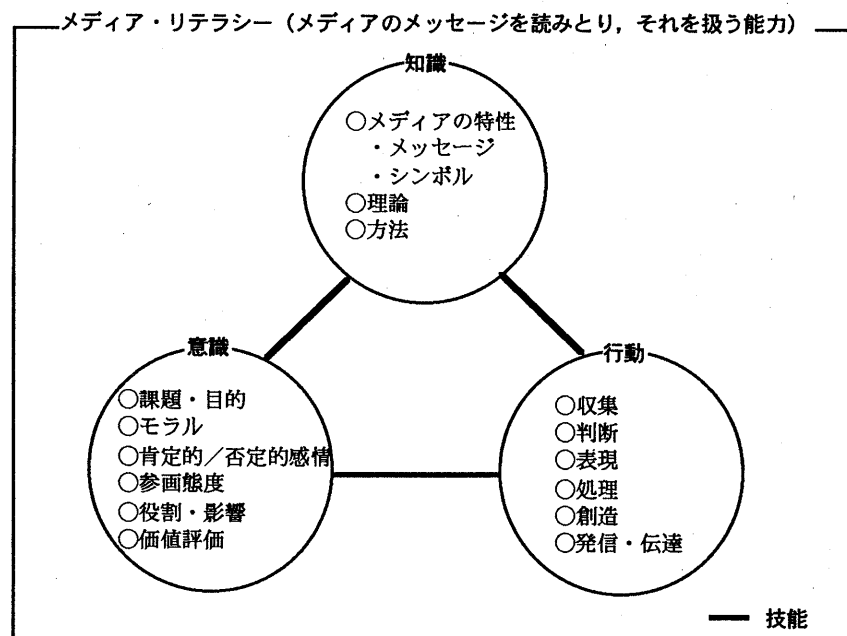 メディア・リテラシー（メディアのメッセージを読みとり，それを扱う能力）
知識
○メディアの特性
・メッセージ
・シンボル
○理論
○方法
意識
○課題・目的
○モラル
○肯定的／否定的感情
○参画態度
○役割・影響
○価値評価
行動
○収集
○判断
○表現
○処理
○創造
○発信・伝達
技能